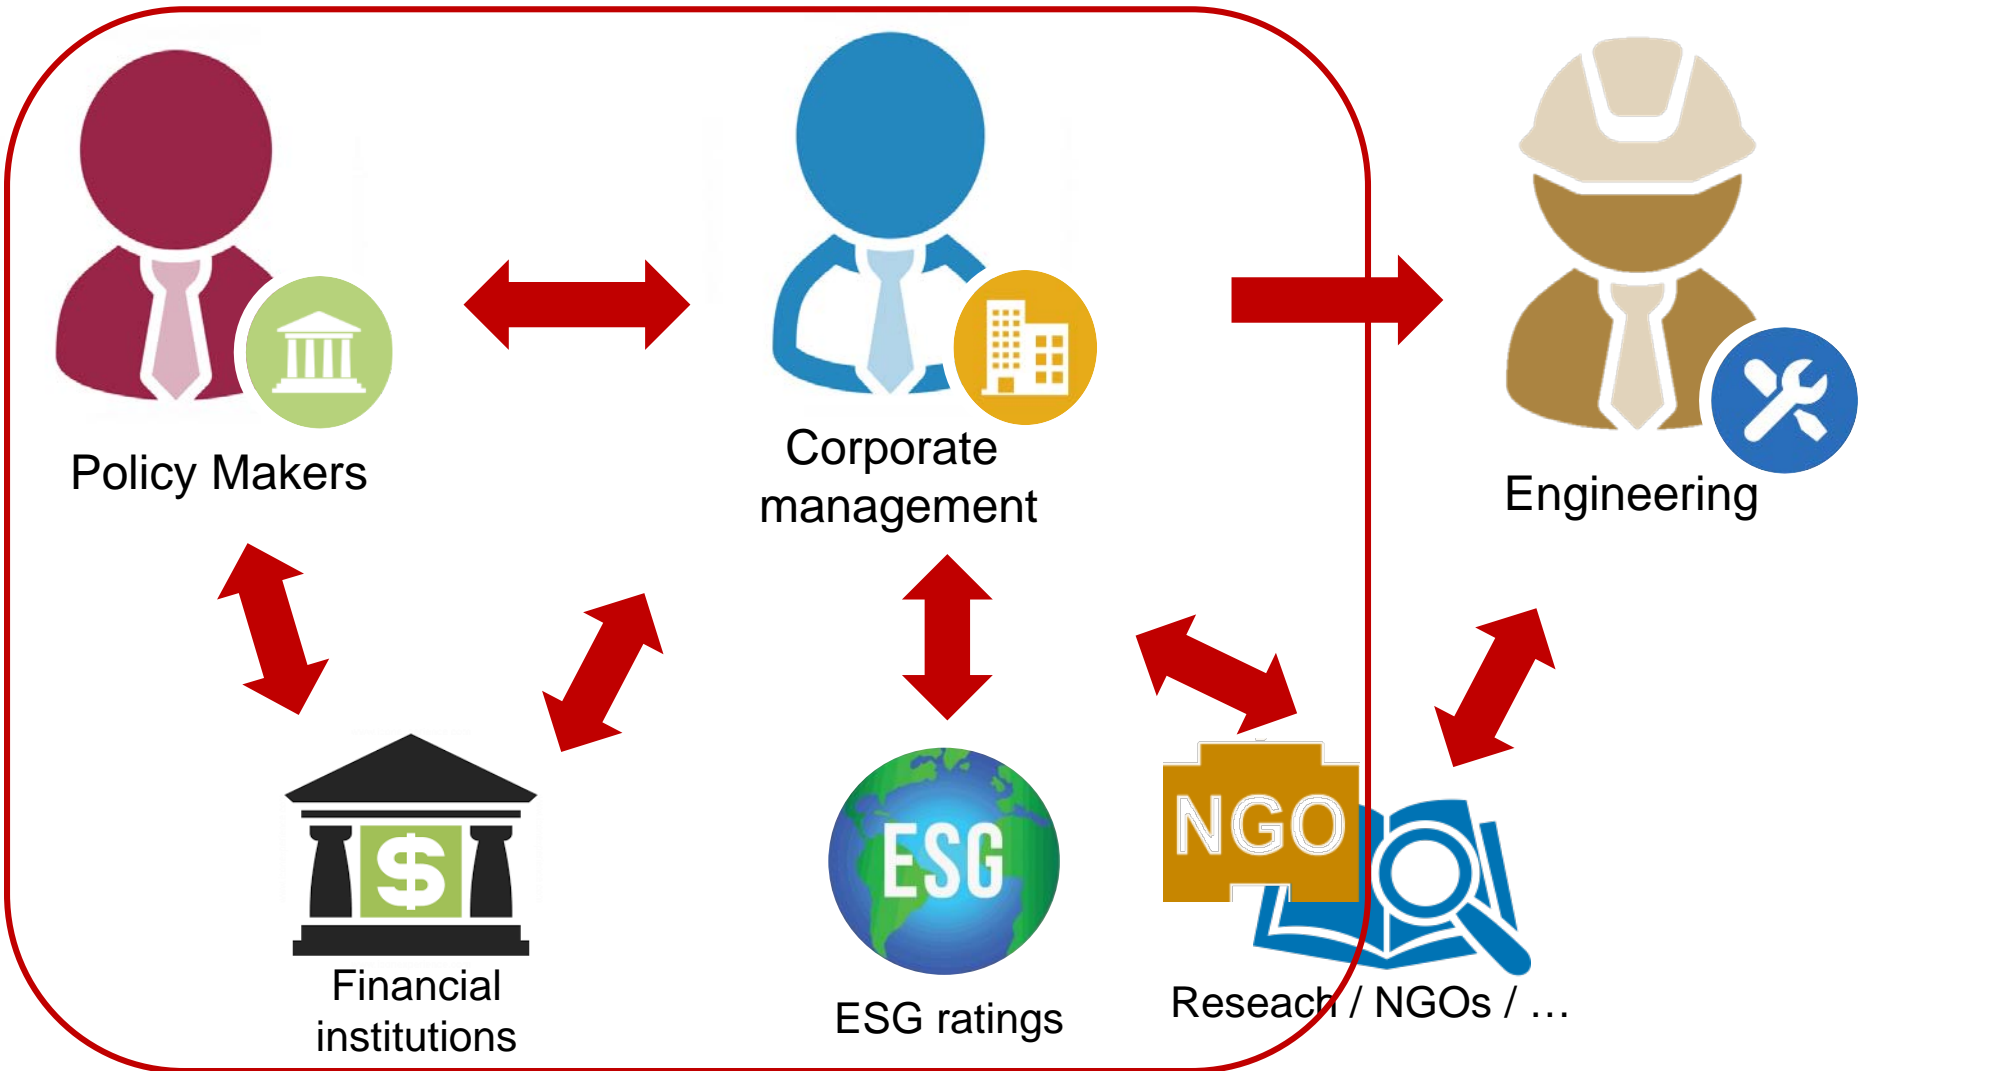 Policy Makers
Corporate
management
Engineering
$
Financial
institutions
ESG
ESG ratings
NGO
Reseach / NGOs / …